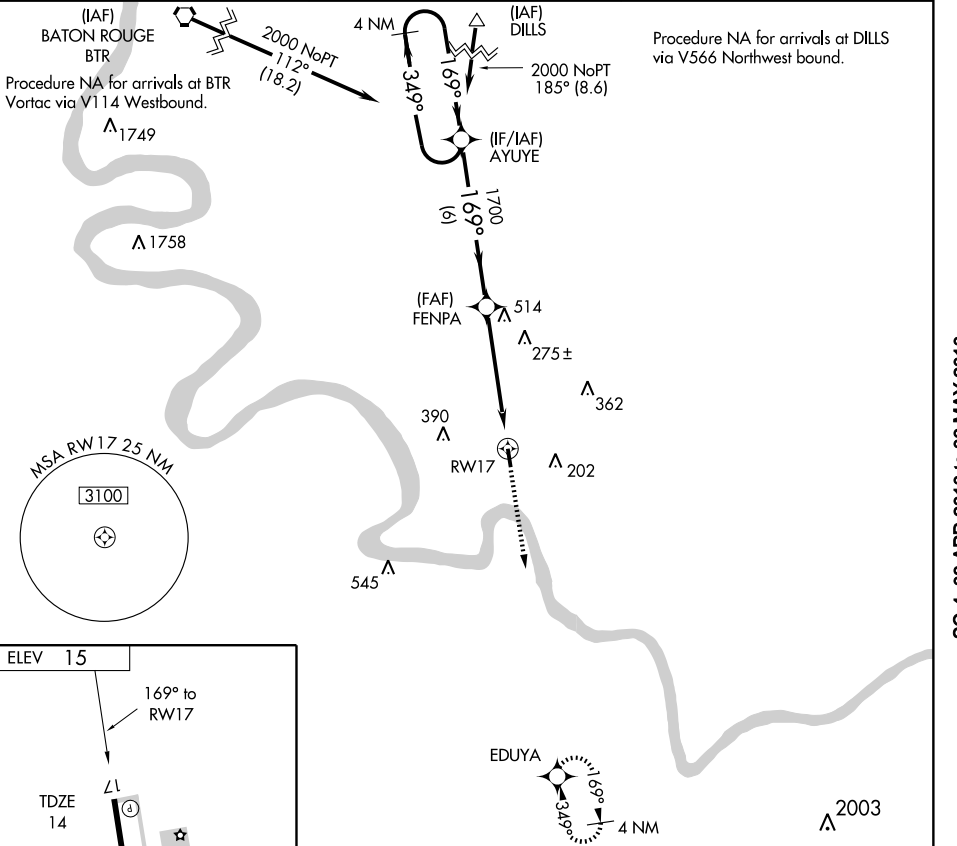 (IAF)
BATON ROUGE
BTR
Procedure NA for arrivals at BTR
Vortac via V114 Westbound.
2000 NoPT
112°
(18.2)
4 NM
349°
169°
(IAF)
DILLS
2000 NoPT
185° (8.6)
Procedure NA for arrivals at DILLS
via V566 Northwest bound.
1749
(IF/IAF)
AYUYE
1700
169°
(6)
1758
(FAF)
FENPA
514
275±
362
390
RW17
202
MSA RW17 25 NM
3100
545
ELEV 15
169° to
RW17
17
TDZE
14
P
EDUYA
169°
349°
4 NM
2003